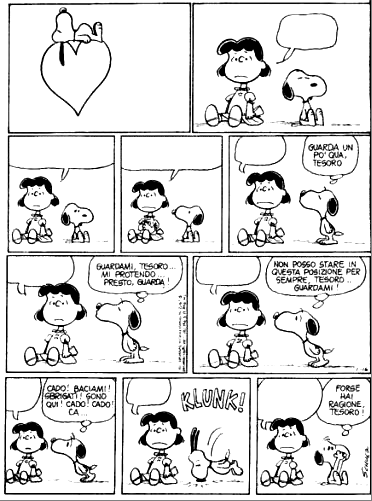 GUARDA UN
PO' QUA,
TESORO
GUARDAMI, TESORO...
MI PROTENDO...
PRESTO, GUARDA!
NON POSSO STARE IN
QUESTA POSIZIONE PER
SEMPRE, TESORO...
GUARDAMI!
CADO! BACIAMI!
SBRIGATI! SONO
QUI! CADO! CADO!
CA...
KLUNK!
FORSE
HAI
RAGIONE,
TESORO!